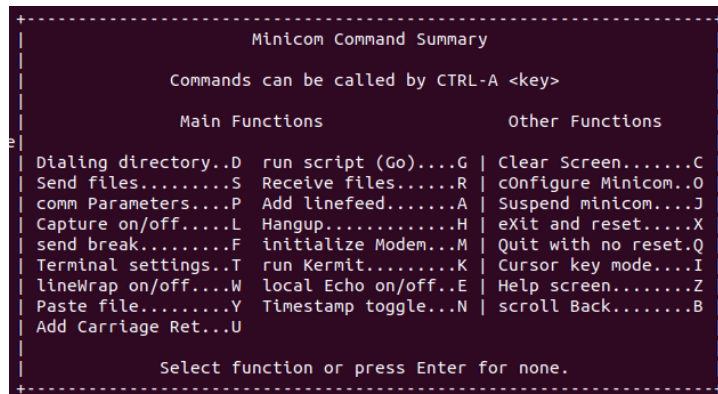 Minicom Command Summary
Commands can be called by CTRL-A <key>
Main Functions Other Functions
e
Dialing directory..D run script (Go)....G | Clear Screen.......C
Send files.........S Receive files......R | cOnfigure Minicom..O
comm Parameters....P Add linefeed.......A | Suspend minicom....J
Capture on/off.....L Hangup.............H | eXit and reset.....X
send break.........F initialize Modem...M | Quit with no reset.Q
Terminal settings..T run Kermit.........K | Cursor key mode....I
lineWrap on/off....W local Echo on/off..E | Help screen........Z
Paste file.........Y Timestamp toggle...N | scroll Back........B
Add Carriage Ret...U
Select function or press Enter for none.